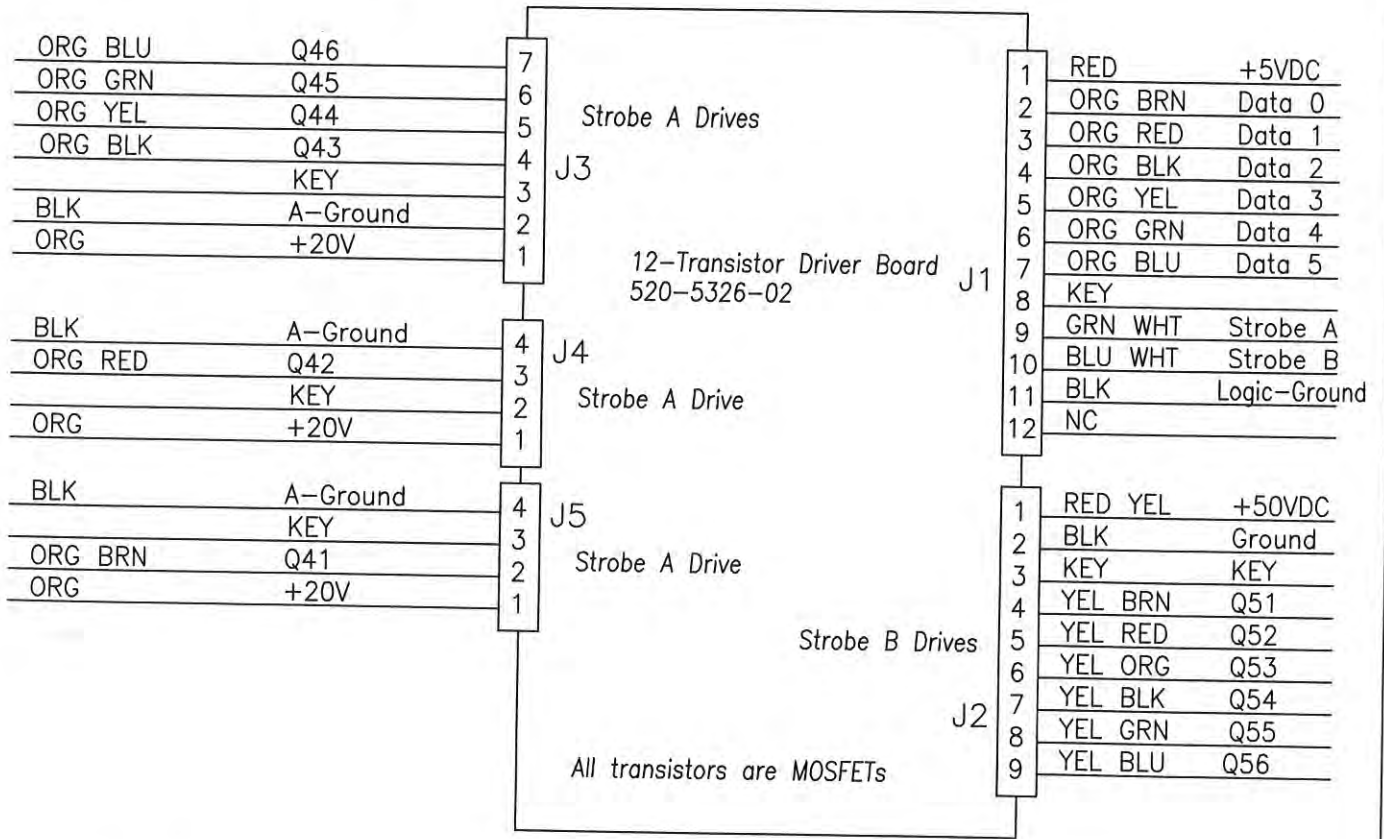 ORG BLU Q46 7
ORG GRN Q45 6
ORG YEL Q44 5
ORG BLK Q43 4
KEY 3
BLK A-Ground 2
ORG +20V 1
J3
Strobe A Drives
BLK A-Ground 4
ORG RED Q42 3
KEY 2
ORG +20V 1
J4
Strobe A Drive
BLK A-Ground 4
KEY 3
ORG BRN Q41 2
ORG +20V 1
J5
Strobe A Drive
12-Transistor Driver Board
520-5326-02
J1
1 RED +5VDC
2 ORG BRN Data 0
3 ORG RED Data 1
4 ORG BLK Data 2
5 ORG YEL Data 3
6 ORG GRN Data 4
7 ORG BLU Data 5
8 KEY
9 GRN WHT Strobe A
10 BLU WHT Strobe B
11 BLK Logic-Ground
12 NC
Strobe B Drives
J2
1 RED YEL +50VDC
2 BLK Ground
3 KEY KEY
4 YEL BRN Q51
5 YEL RED Q52
6 YEL ORG Q53
7 YEL BLK Q54
8 YEL GRN Q55
9 YEL BLU Q56
All transistors are MOSFETs